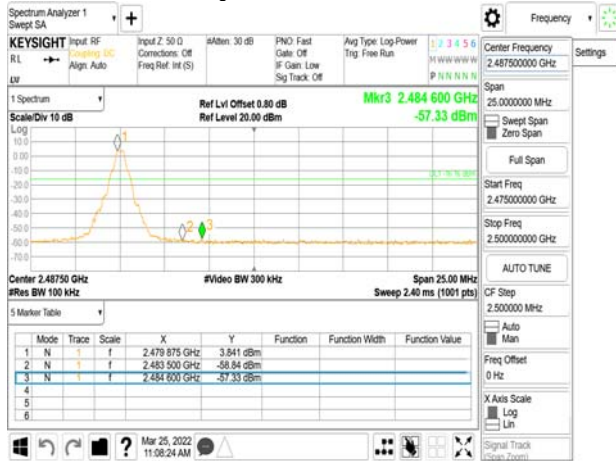 Spectrum Analyzer 1
Swept SA
+
Frequency
KEYSIGHT
Input: RF
Coupling: DC
Align: Auto
Input Z: 50 Ω
Corrections: Off
Freq Ref: Int (S)
#Atten: 30 dB
PNO: Fast
Gate: Off
IF Gain: Low
Sig Track: Off
Avg Type: Log-Power
Trig: Free Run
1 2 3 4 5 6
M W W W W W
P N N N N N
RL
Center Frequency
2.487500000 GHz
Settings
Span
25.0000000 MHz
Swept Span
Zero Span
Full Span
Start Freq
2.475000000 GHz
Stop Freq
2.500000000 GHz
AUTO TUNE
CF Step
2.500000 MHz
Auto
Man
Freq Offset
0 Hz
X Axis Scale
Log
Lin
Signal Track
(Span Zoom)
1 Spectrum
Scale/Div 10 dB
Ref Lvl Offset 0.80 dB
Ref Level 20.00 dBm
Mkr3 2.484 600 GHz
-57.33 dBm
Log
10.0
0.00
-10.0
-20.0
-30.0
-40.0
-50.0
-60.0
-70.0
1
2
3
Center 2.48750 GHz
#Video BW 300 kHz
Span 25.00 MHz
#Res BW 100 kHz
Sweep 2.40 ms (1001 pts)
5 Marker Table
Mode Trace Scale X Y Function Function Width Function Value
1 N 1 f 2.479 875 GHz 3.841 dBm
2 N 1 f 2.483 500 GHz -58.84 dBm
3 N 1 f 2.484 600 GHz -57.33 dBm
4
5
6
?
Mar 25, 2022
11:08:24 AM